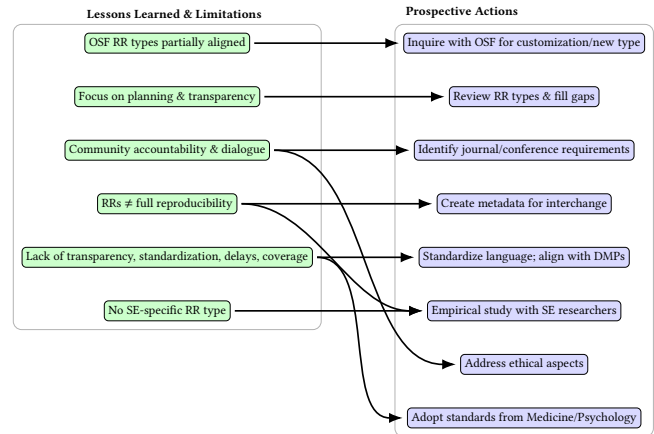 Lessons Learned & Limitations
Prospective Actions
OSF RR types partially aligned
Inquire with OSF for customization/new type
Focus on planning & transparency
Review RR types & fill gaps
Community accountability & dialogue
Identify journal/conference requirements
RRs ≠ full reproducibility
Create metadata for interchange
Lack of transparency, standardization, delays, coverage
Standardize language; align with DMPs
No SE-specific RR type
Empirical study with SE researchers
Address ethical aspects
Adopt standards from Medicine/Psychology